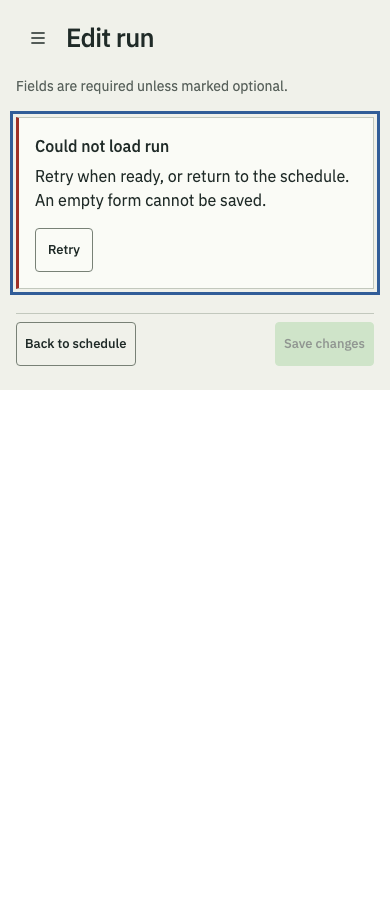 Edit run
Fields are required unless marked optional.
Could not load run
Retry when ready, or return to the schedule.
An empty form cannot be saved.
Retry
Back to schedule
Save changes